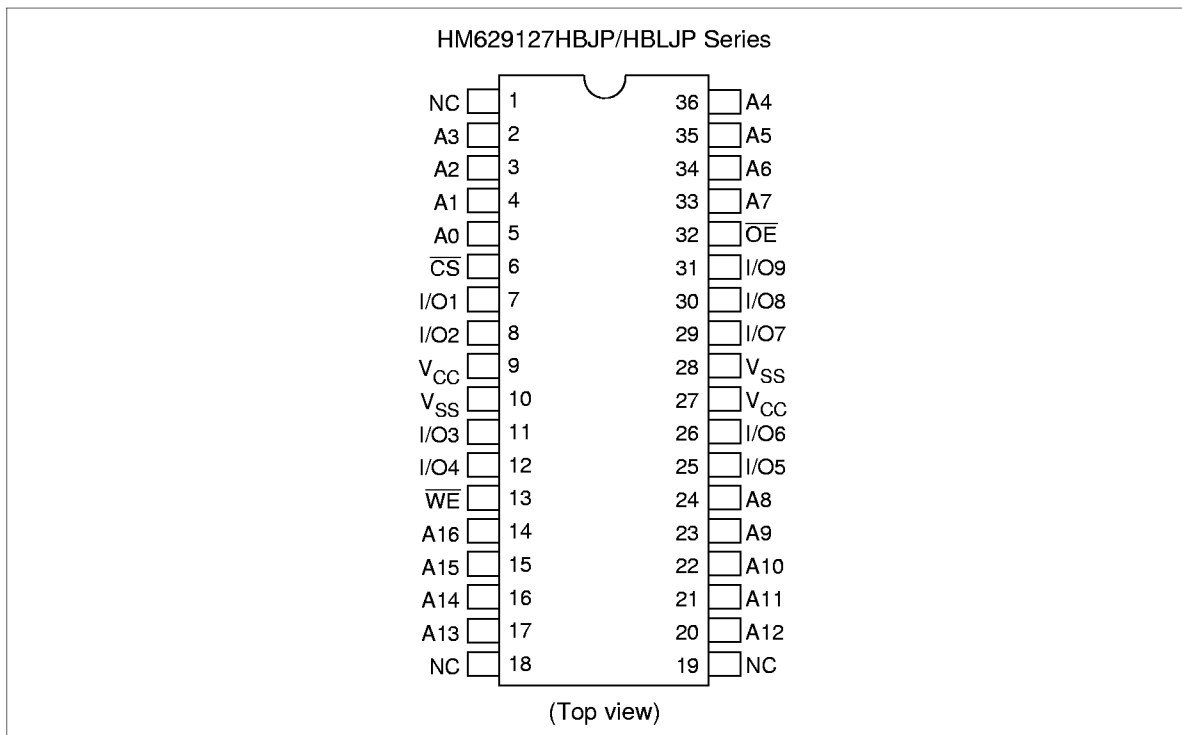 HM629127HBJP/HBLJP Series
NC 1 36 A4
A3 2 35 A5
A2 3 34 A6
A1 4 33 A7
A0 5 32 O̅E̅
C̅S̅ 6 31 I/O9
I/O1 7 30 I/O8
I/O2 8 29 I/O7
VCC 9 28 VSS
VSS 10 27 VCC
I/O3 11 26 I/O6
I/O4 12 25 I/O5
W̅E̅ 13 24 A8
A16 14 23 A9
A15 15 22 A10
A14 16 21 A11
A13 17 20 A12
NC 18 19 NC
(Top view)